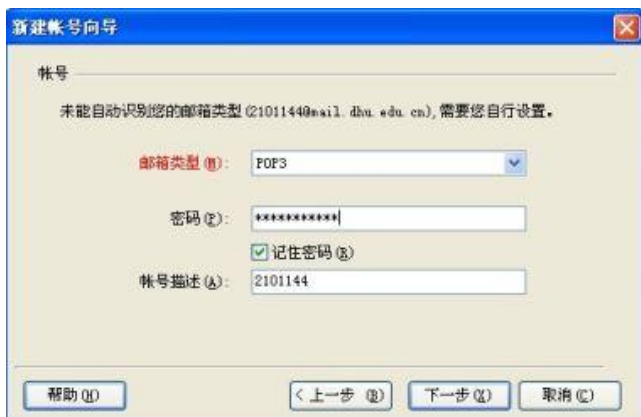 新建帐号向导
帐号
未能自动识别您的邮箱类型(2101144@mail.dhu.edu.cn),需要您自行设置。
邮箱类型(M): POP3
密码(P): ***********
记住密码(R)
帐号描述(A): 2101144
帮助(H) <上一步 (B) 下一步(X) 取消(C)